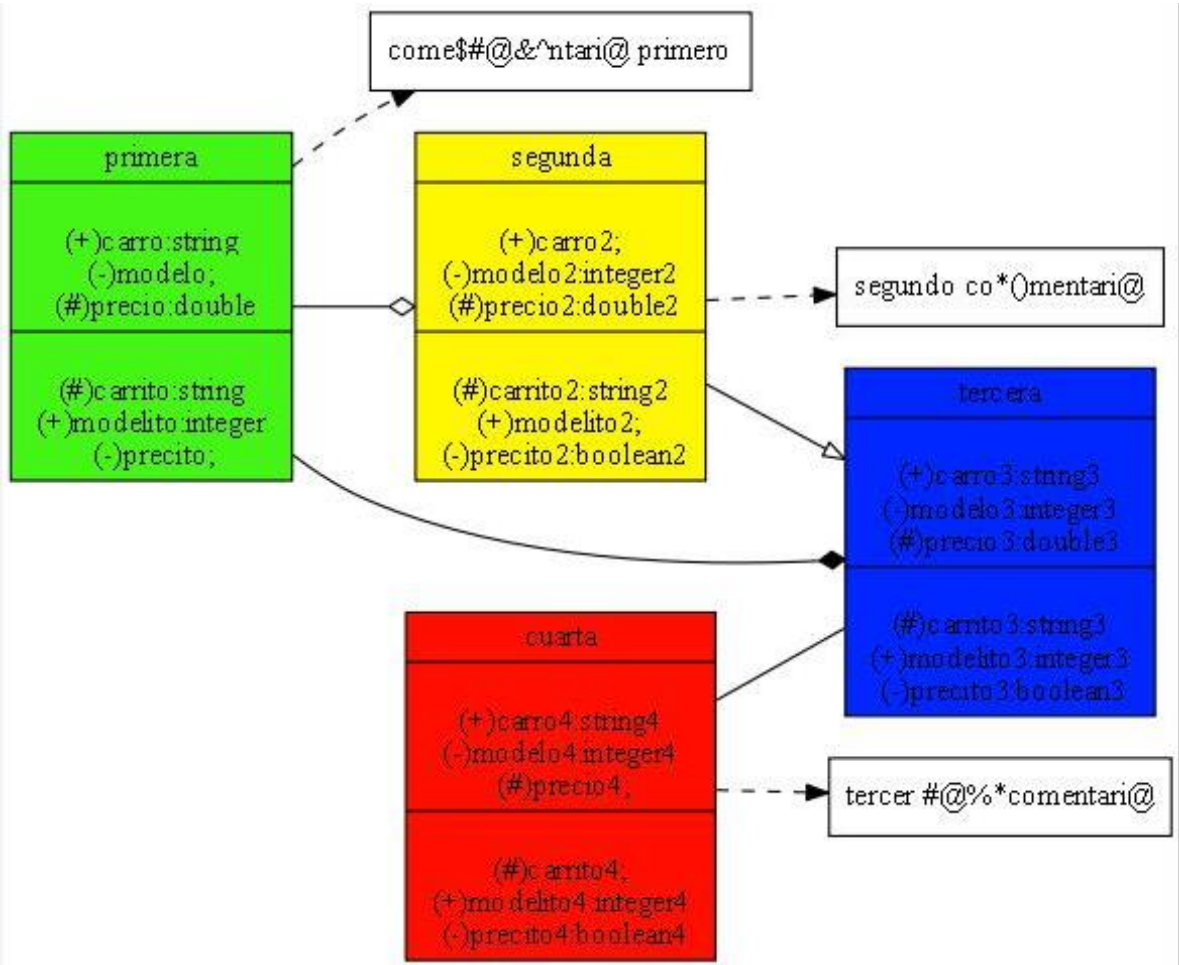 come$#@&^ntari@ primero
primera
(+)carro:string
(-)modelo;
(#)precio:double
(#)carrito:string
(+)modelito:integer
(-)precito;
segunda
(+)carro2;
(-)modelo2:integer2
(#)precio2:double2
(#)carrito2:string2
(+)modelito2;
(-)precito2:boolean2
segundo co*()mentari@
tercera
(+)carro3:string3
(-)modelo3:integer3
(#)precio3:double3
(#)carrito3:string3
(+)modelito3:integer3
(-)precito3:boolean3
cuarta
(+)carro4:string4
(-)modelo4:integer4
(#)precio4;
(#)carrito4;
(+)modelito4:integer4
(-)precito4:boolean4
tercer #@%*comentari@